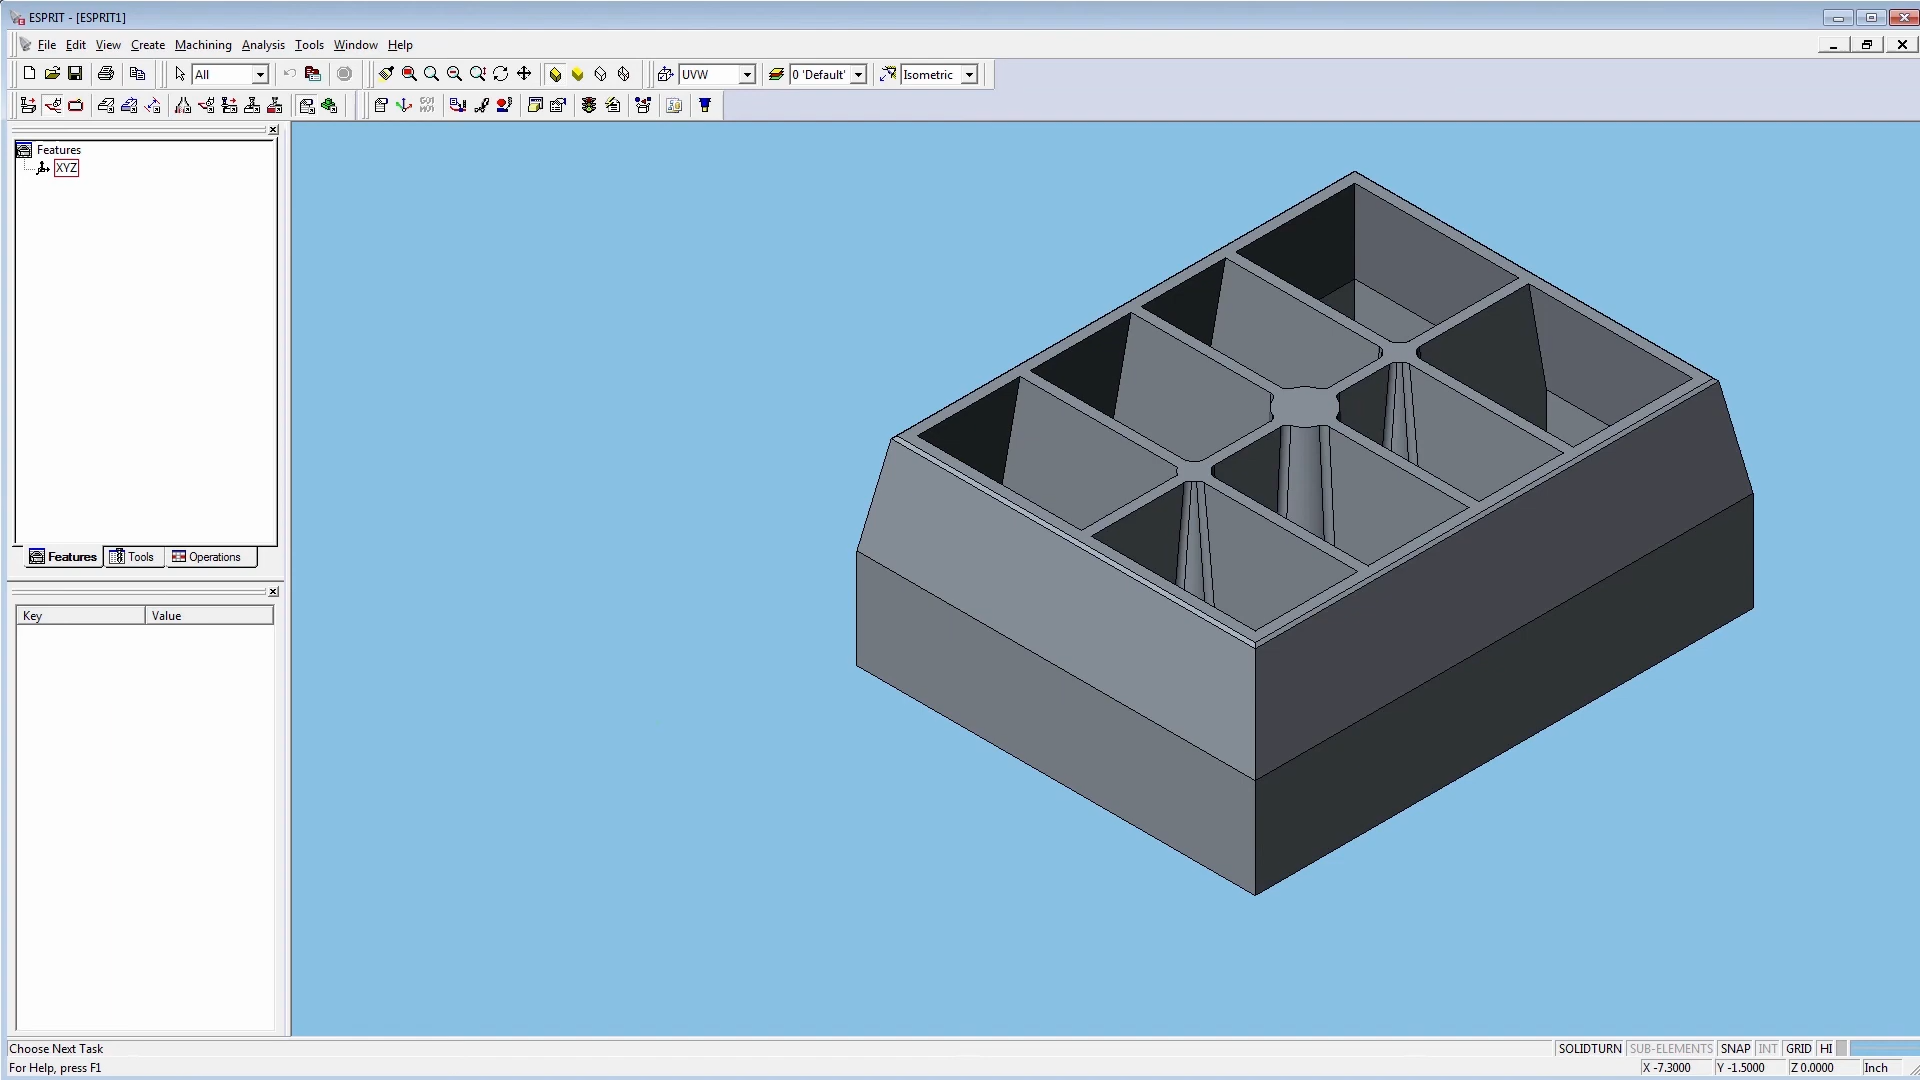 ESPRIT - [ESPRIT1]
File Edit View Create Machining Analysis Tools Window Help
All UVW 0 'Default' Isometric
Features
XYZ
Features Tools Operations
Key Value
Choose Next Task SOLIDTURN SUB-ELEMENTS SNAP INT GRID HI
For Help, press F1 X -7.3000 Y -1.5000 Z 0.0000 Inch